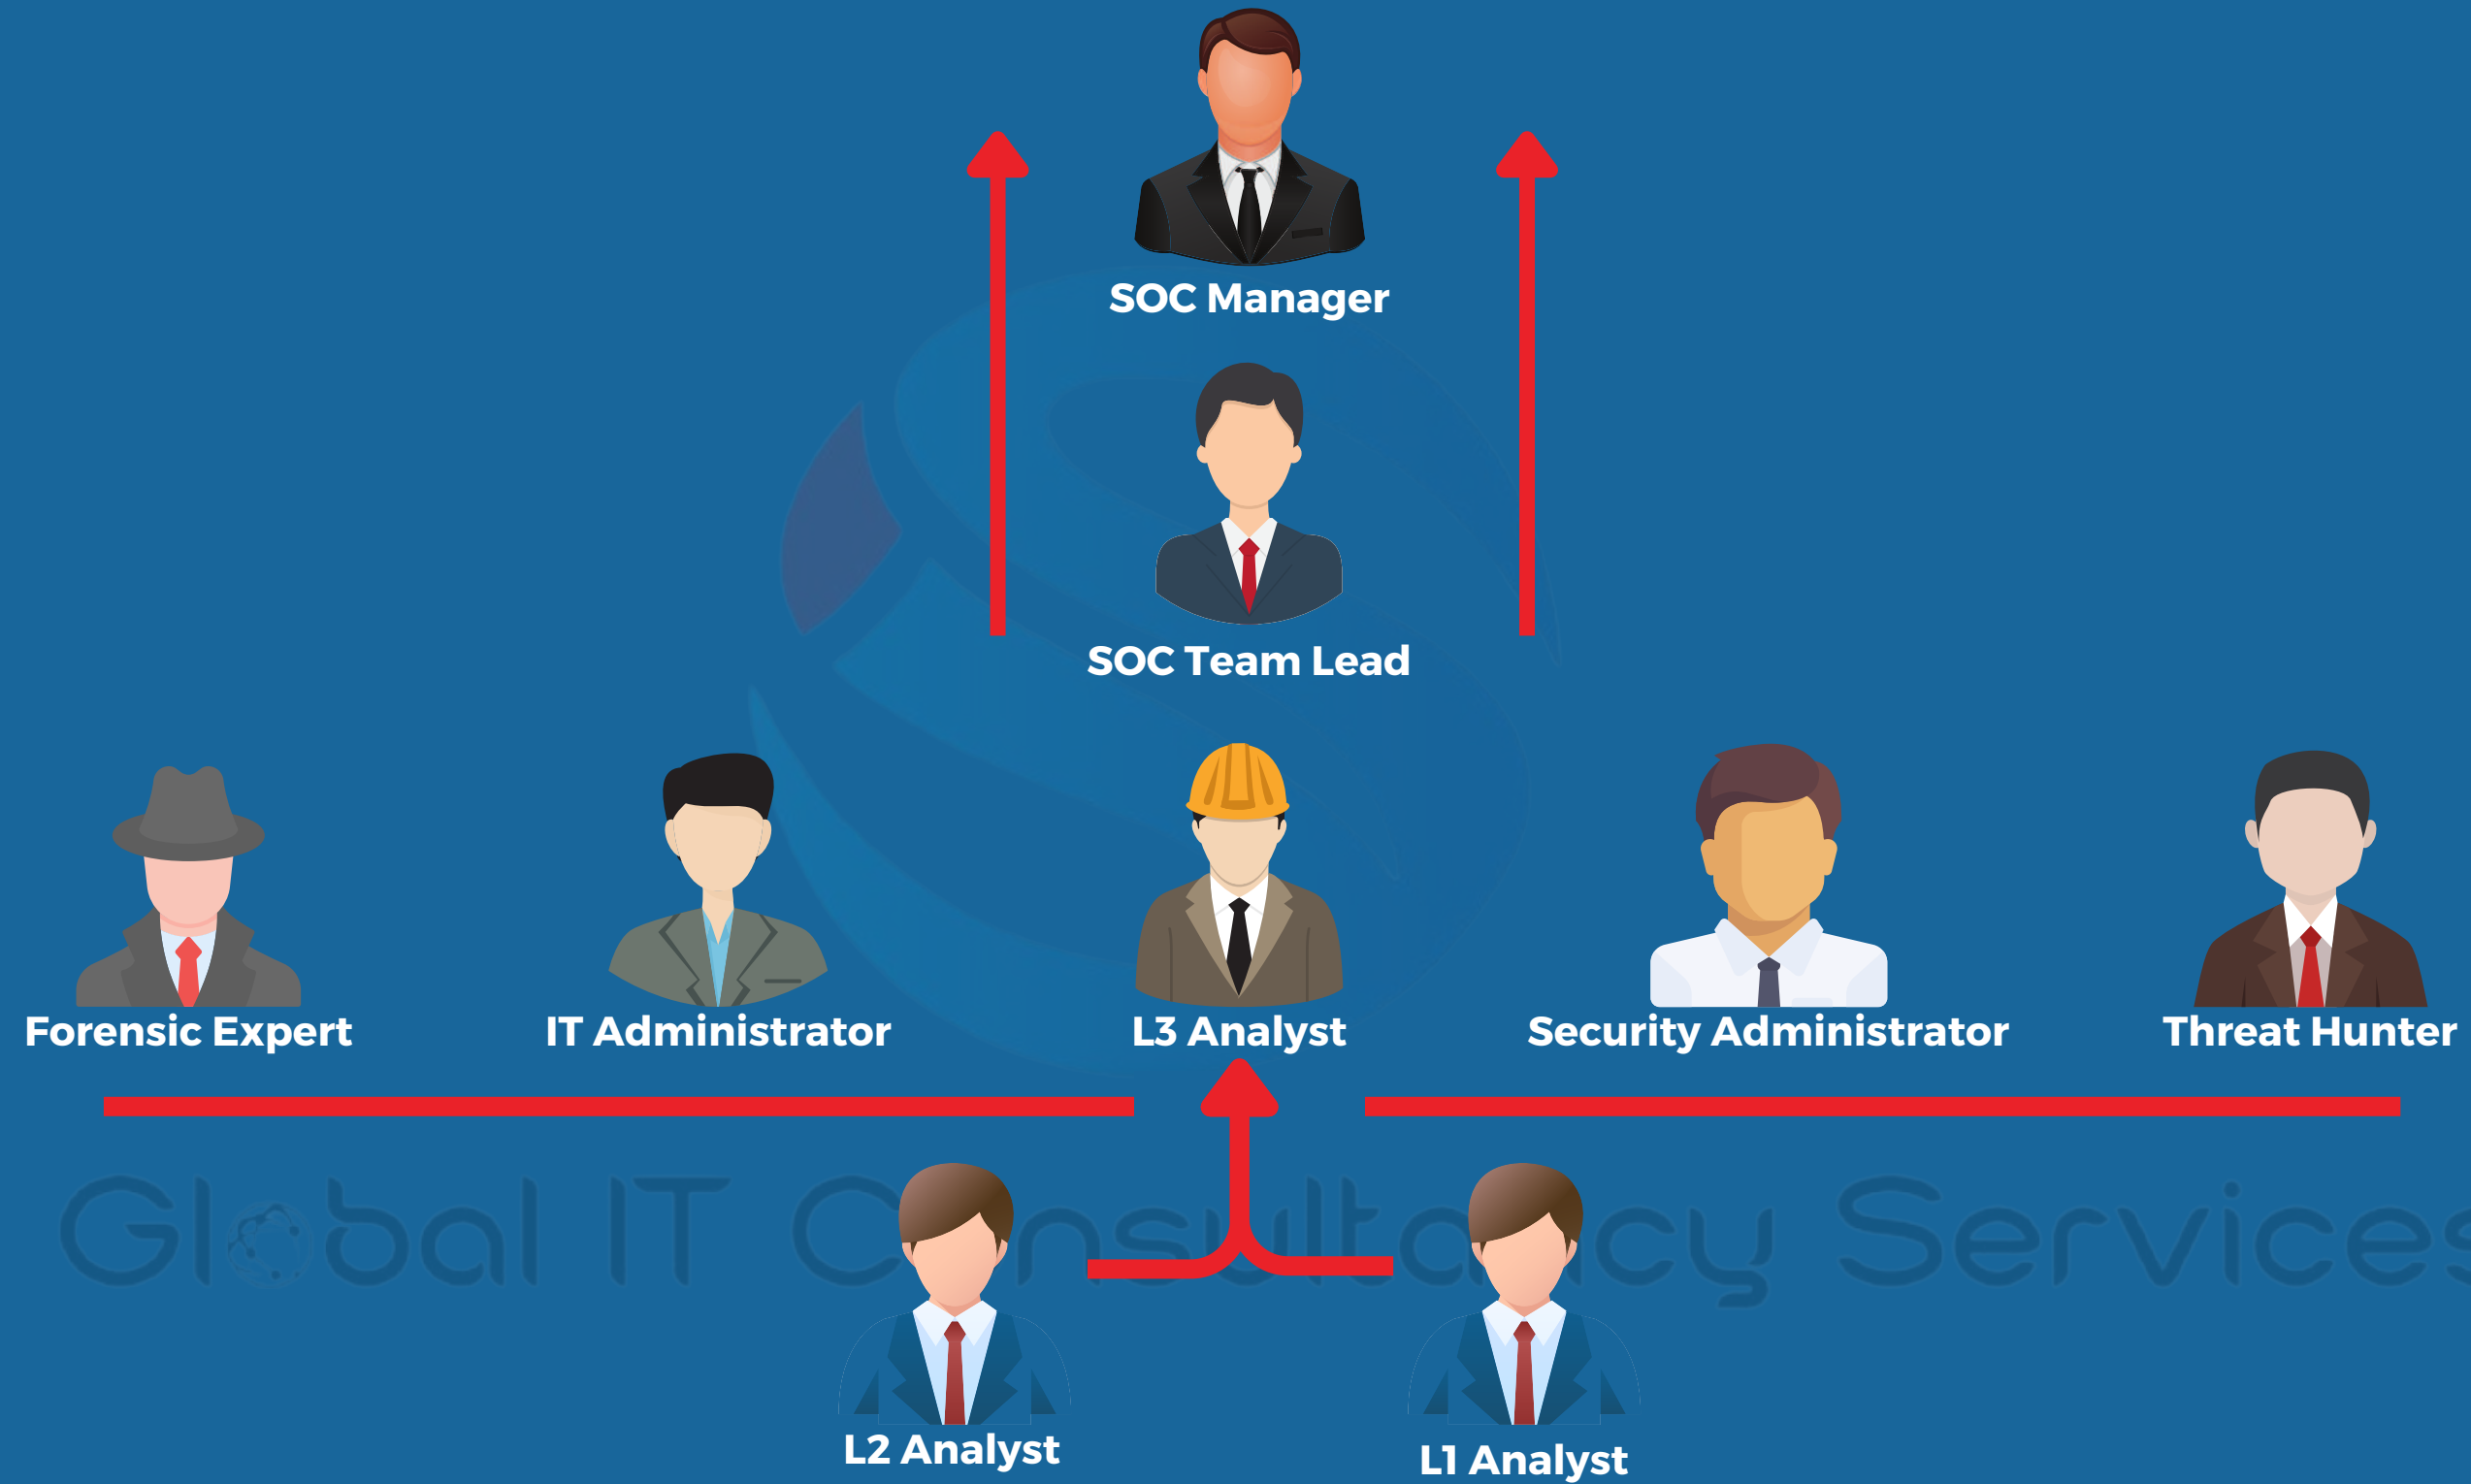 SOC Manager
SOC Team Lead
Forensic Expert
IT Administrator
L3 Analyst
Security Administrator
Threat Hunter
Global IT Consultacy Services
L2 Analyst
L1 Analyst